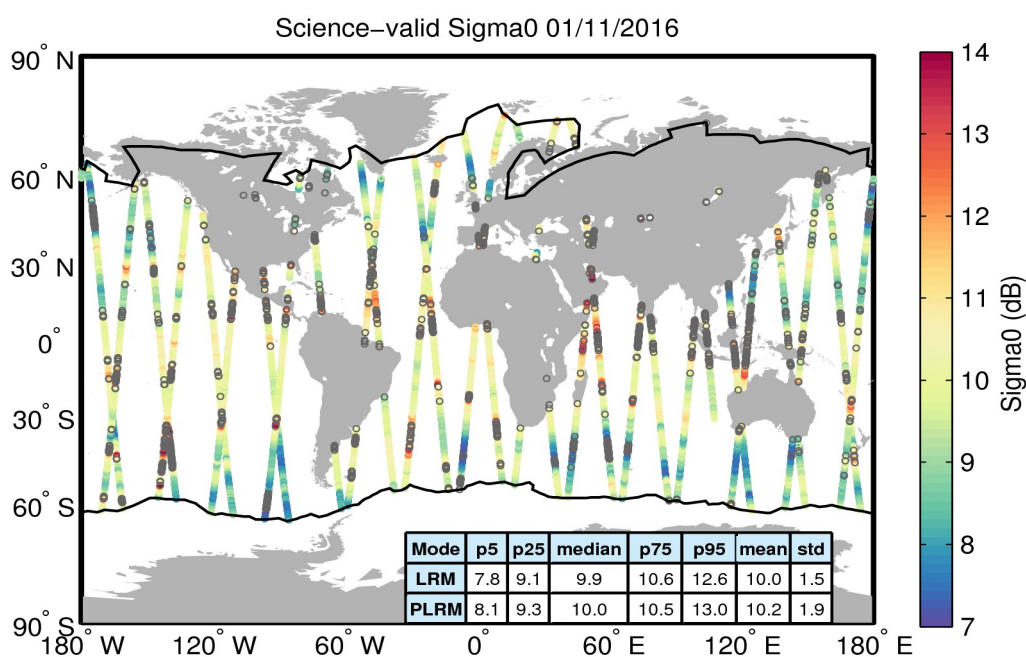 Science−valid Sigma0 01/11/2016
90° N
60° N
30° N
0°
30° S
60° S
90° S
180° W
120° W
60° W
0°
60° E
120° E
180° E
14
13
12
11
10
9
8
7
Sigma0 (dB)
Mode p5 p25 median p75 p95 mean std
LRM 7.8 9.1 9.9 10.6 12.6 10.0 1.5
PLRM 8.1 9.3 10.0 10.5 13.0 10.2 1.9